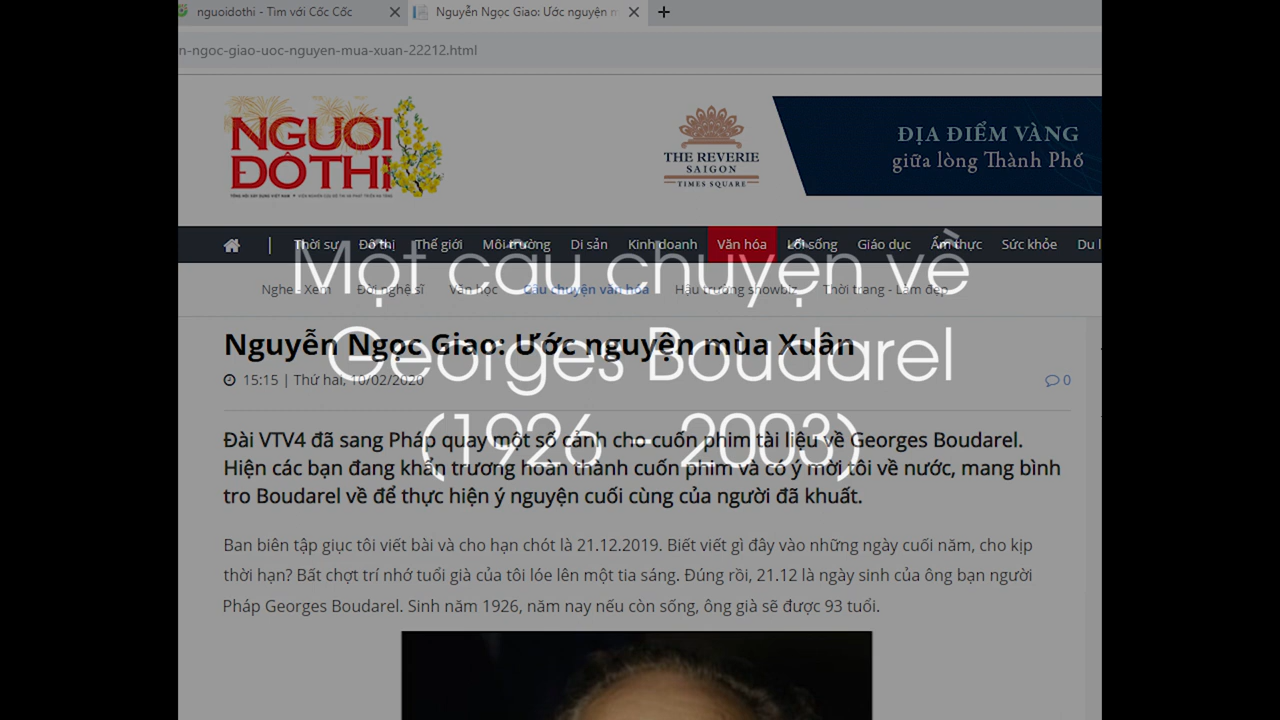 nguoidothi - Tìm với Cốc Cốc
Nguyễn Ngọc Giao: Ước nguyện m
n-ngoc-giao-uoc-nguyen-mua-xuan-22212.html
NGƯỜI
ĐÔ THỊ
THE REVERIE
SAIGON
TIMES SQUARE
ĐỊA ĐIỂM VÀNG
giữa lòng Thành Phố
Thời sự Đô thị Thế giới Môi trường Di sản Kinh doanh Văn hóa Lối sống Giáo dục Ẩm thực Sức khỏe Du l
Một câu chuyện về
Georges Boudarel
(1926 - 2003)
Nghe - Xem Đời nghệ sĩ Văn học Câu chuyện văn hóa Hậu trường showbiz Thời trang - Làm đẹp
Nguyễn Ngọc Giao: Ước nguyện mùa Xuân
15:15 | Thứ hai, 10/02/2020
0
Đài VTV4 đã sang Pháp quay một số cảnh cho cuốn phim tài liệu về Georges Boudarel.
Hiện các bạn đang khẩn trương hoàn thành cuốn phim và có ý mời tôi về nước, mang bình
tro Boudarel về để thực hiện ý nguyện cuối cùng của người đã khuất.
Ban biên tập giục tôi viết bài và cho hạn chót là 21.12.2019. Biết viết gì đây vào những ngày cuối năm, cho kịp
thời hạn? Bất chợt trí nhớ tuổi già của tôi lóe lên một tia sáng. Đúng rồi, 21.12 là ngày sinh của ông bạn người
Pháp Georges Boudarel. Sinh năm 1926, năm nay nếu còn sống, ông già sẽ được 93 tuổi.